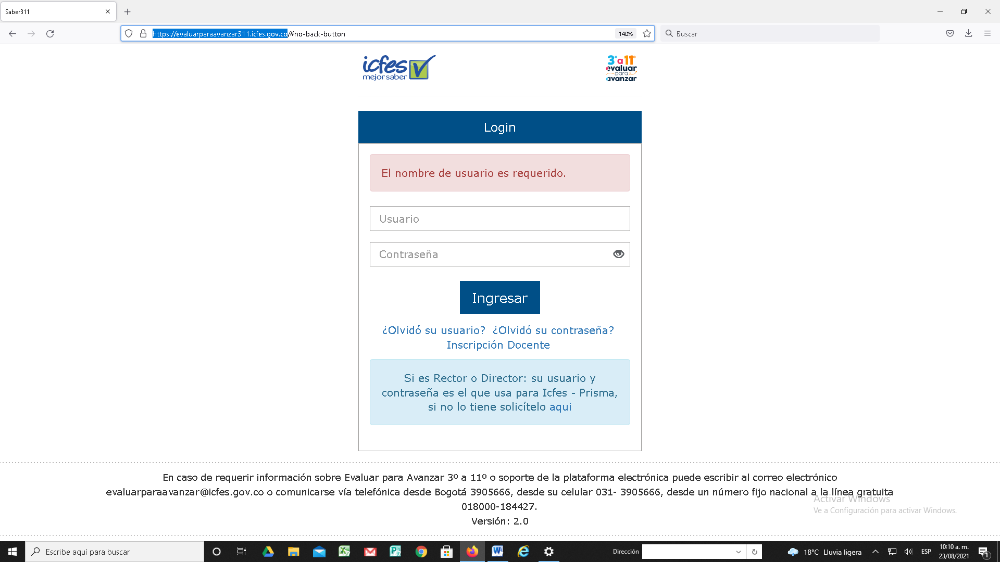 Saber311
https://evaluarparaavanzar311.icfes.gov.co/#no-back-button
140%
Buscar
icfes
mejor saber
3° a 11°
evaluar
para
avanzar
Login
El nombre de usuario es requerido.
Usuario
Contraseña
Ingresar
¿Olvidó su usuario? ¿Olvidó su contraseña?
Inscripción Docente
Si es Rector o Director: su usuario y
contraseña es el que usa para Icfes - Prisma,
si no lo tiene solicítelo aqui
En caso de requerir información sobre Evaluar para Avanzar 3º a 11º o soporte de la plataforma electrónica puede escribir al correo electrónico
evaluarparaavanzar@icfes.gov.co o comunicarse vía telefónica desde Bogotá 3905666, desde su celular 031- 3905666, desde un número fijo nacional a la línea gratuita
018000-184427.
Versión: 2.0
Activar Windows
Ve a Configuración para activar Windows.
Escribe aquí para buscar
Dirección
18°C Lluvia ligera
ESP
10:10 a. m.
23/08/2021
1